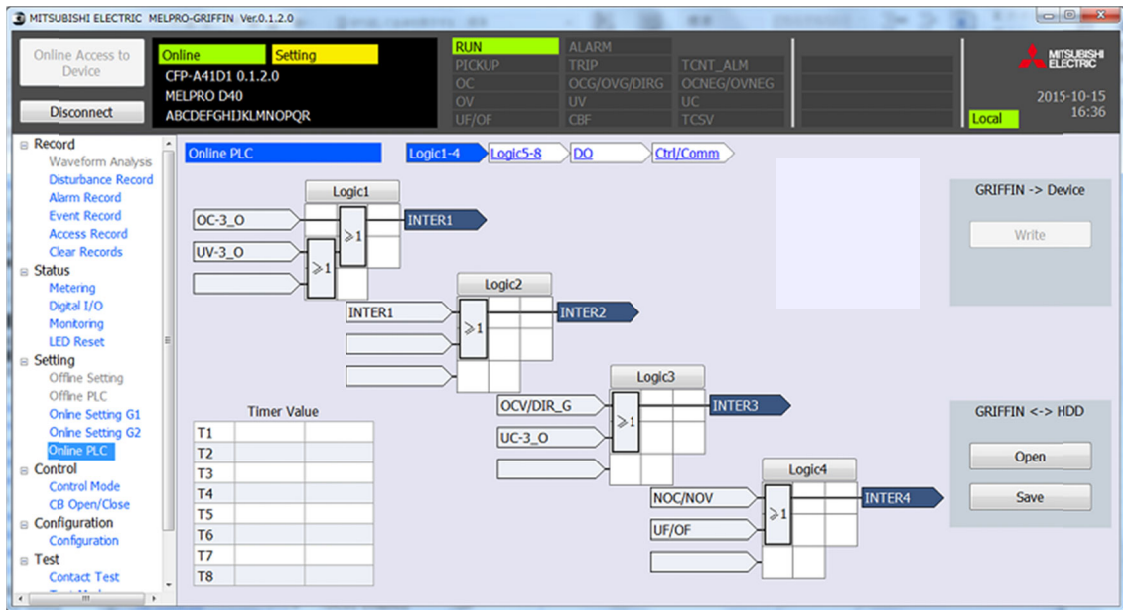 MITSUBISHI ELECTRIC MELPRO-GRIFFIN Ver.0.1.2.0
Online Access to Device
Disconnect
Online Setting
CFP-A41D1 0.1.2.0
MELPRO D40
ABCDEFGHIJKLMNOPQR
RUN ALARM
PICKUP TRIP TCNT_ALM
OC OCG/OVG/DIRG OCNEG/OVNEG
OV UV UC
UF/OF CBF TCSV
MITSUBISHI
ELECTRIC
2015-10-15
16:36
Local
Record
Waveform Analysis
Disturbance Record
Alarm Record
Event Record
Access Record
Clear Records
Status
Metering
Digital I/O
Monitoring
LED Reset
Setting
Offline Setting
Offline PLC
Online Setting G1
Online Setting G2
Online PLC
Control
Control Mode
CB Open/Close
Configuration
Configuration
Test
Contact Test
Online PLC
Logic1-4 Logic5-8 DO Ctrl/Comm
Logic1
OC-3_O
UV-3_O
≥1
≥1
INTER1
Logic2
INTER1
≥1
INTER2
Logic3
OCV/DIR_G
UC-3_O
≥1
INTER3
Logic4
NOC/NOV
UF/OF
≥1
INTER4
Timer Value
T1
T2
T3
T4
T5
T6
T7
T8
GRIFFIN -> Device
Write
GRIFFIN <-> HDD
Open
Save